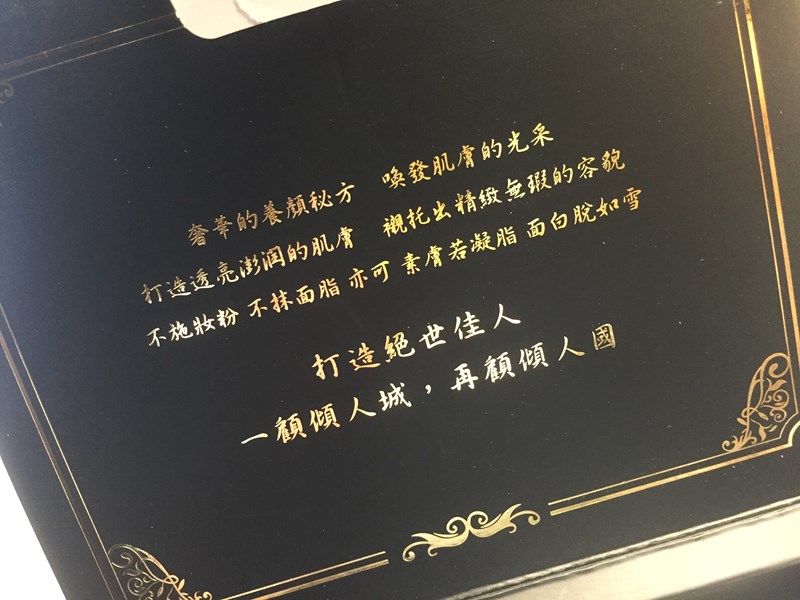 奢華的養顏秘方 喚發肌膚的光采
打造透亮澎潤的肌膚 襯托出精緻無瑕的容貌
不施妝粉 不抹面脂 亦可 素膚若凝脂 面白脫如雪
打造絕世佳人
一顧傾人城，再顧傾人國